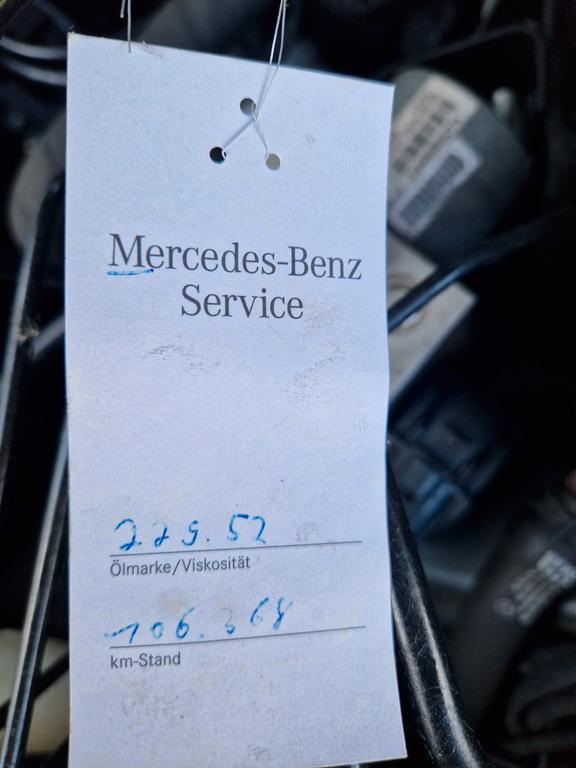 Mercedes-Benz
Service
229.52
Ölmarke/Viskosität
106.368
km-Stand